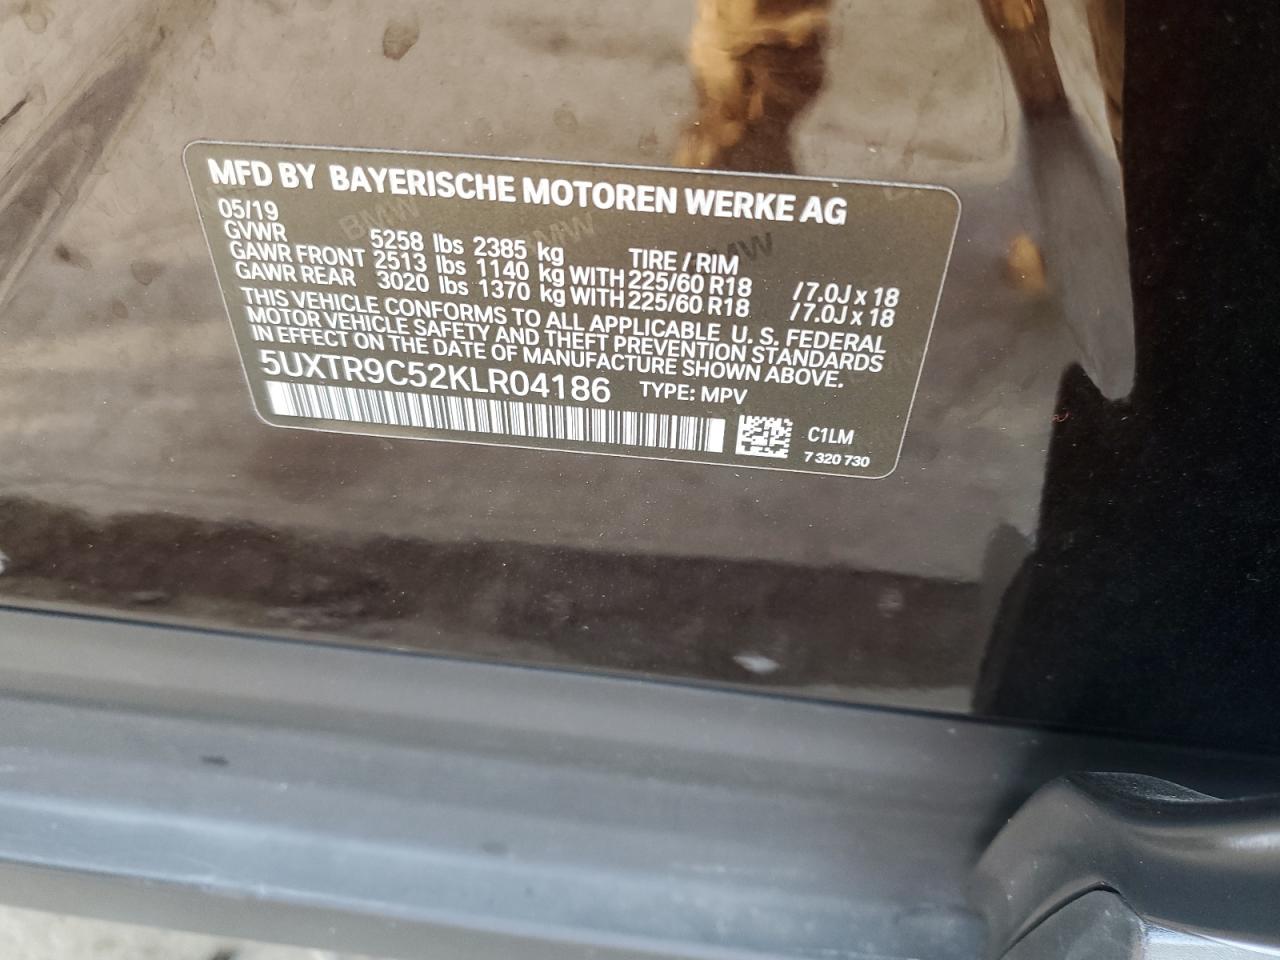 MFD BY BAYERISCHE MOTOREN WERKE AG
05/19
GVWR 5258 lbs 2385 kg TIRE / RIM
GAWR FRONT 2513 lbs 1140 kg WITH 225/60 R18 / 7.0J x 18
GAWR REAR 3020 lbs 1370 kg WITH 225/60 R18 / 7.0J x 18
THIS VEHICLE CONFORMS TO ALL APPLICABLE U. S. FEDERAL
MOTOR VEHICLE SAFETY AND THEFT PREVENTION STANDARDS
IN EFFECT ON THE DATE OF MANUFACTURE SHOWN ABOVE.
5UXTR9C52KLR04186 TYPE: MPV
C1LM
7 320 730